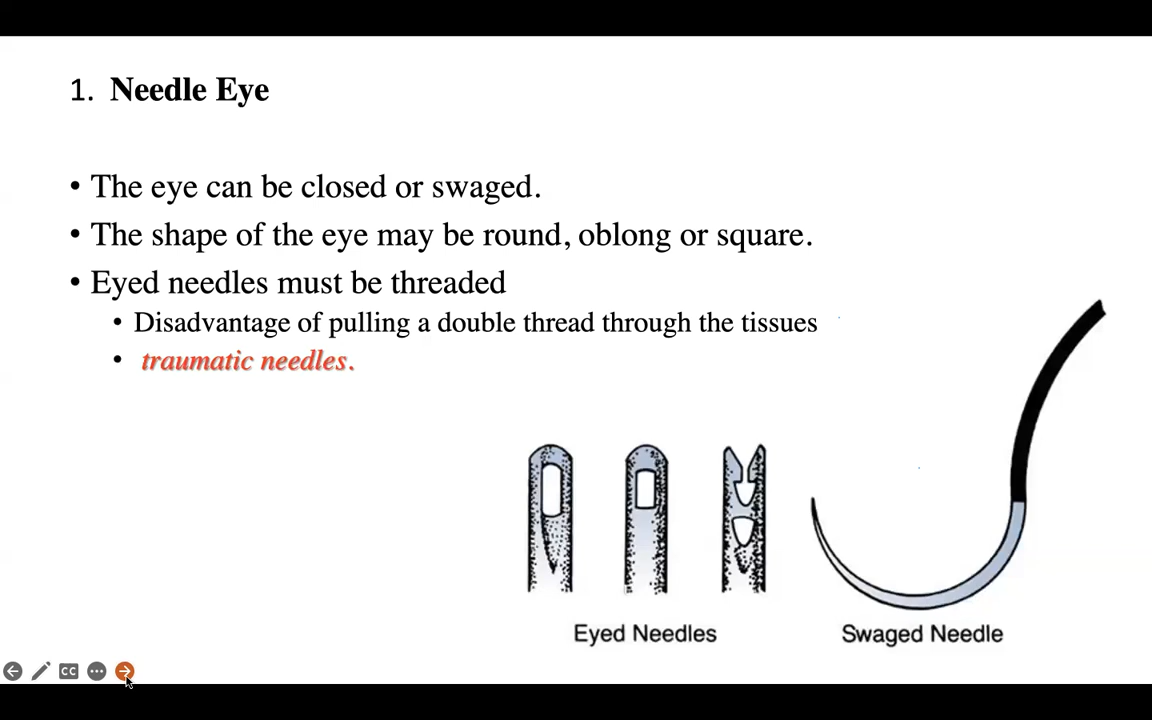 1. Needle Eye
• The eye can be closed or swaged.
• The shape of the eye may be round, oblong or square.
• Eyed needles must be threaded
• Disadvantage of pulling a double thread through the tissues
• traumatic needles.
Eyed Needles
Swaged Needle
CC